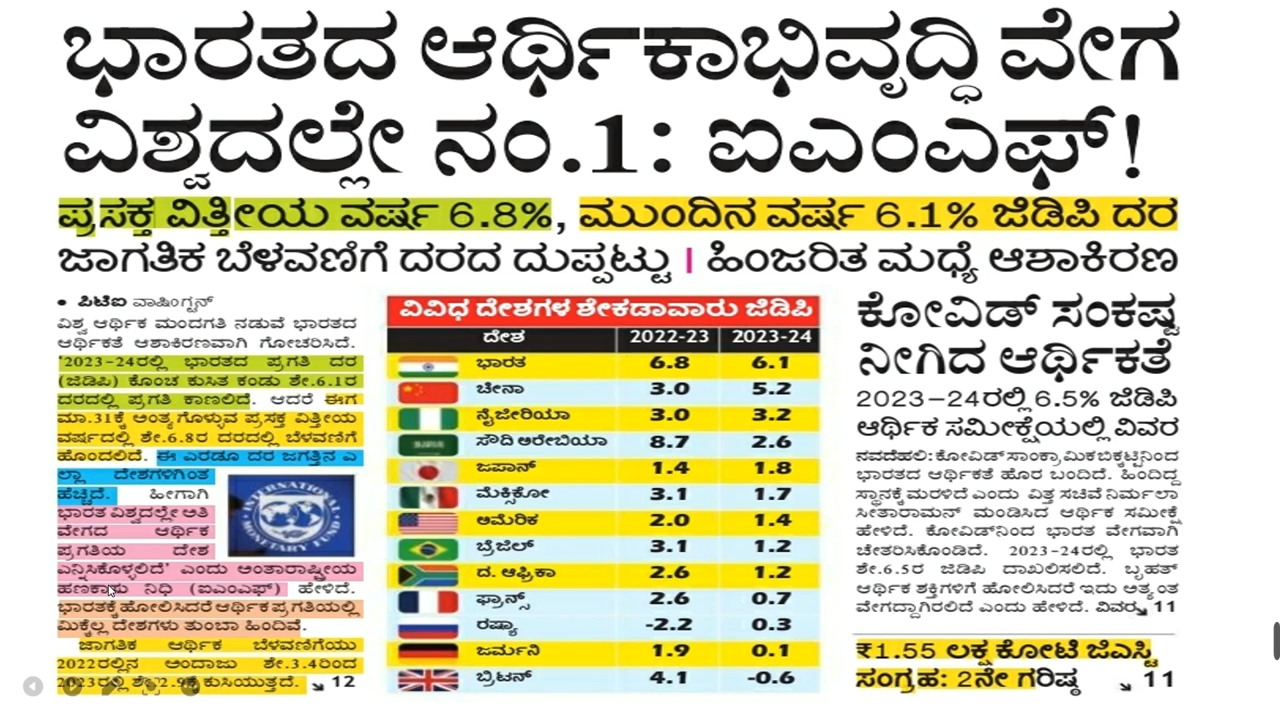 ಭಾರತದ ಆರ್ಥಿಕಾಭಿವೃದ್ಧಿ ವೇಗ
ವಿಶ್ವದಲ್ಲೇ ನಂ.1: ಐಎಂಎಫ್!
ಪ್ರಸಕ್ತ ವಿತ್ತೀಯ ವರ್ಷ 6.8%, ಮುಂದಿನ ವರ್ಷ 6.1% ಜಿಡಿಪಿ ದರ
ಜಾಗತಿಕ ಬೆಳವಣಿಗೆ ದರದ ದುಪ್ಪಟ್ಟು | ಹಿಂಜರಿತ ಮಧ್ಯೆ ಆಶಾಕಿರಣ
• ಪಿಟಿಐ ವಾಷಿಂಗ್ಟನ್
ವಿಶ್ವ ಆರ್ಥಿಕ ಮಂದಗತಿ ನಡುವೆ ಭಾರತದ
ಆರ್ಥಿಕತೆ ಆಶಾಕಿರಣವಾಗಿ ಗೋಚರಿಸಿದೆ.
'2023-24ರಲ್ಲಿ ಭಾರತದ ಪ್ರಗತಿ ದರ
(ಜಿಡಿಪಿ) ಕೊಂಚ ಕುಸಿತ ಕಂಡು ಶೇ.6.1ರ
ದರದಲ್ಲಿ ಪ್ರಗತಿ ಕಾಣಲಿದೆ. ಆದರೆ ಈಗ
ಮಾ.31ಕ್ಕೆ ಅಂತ್ಯಗೊಳ್ಳುವ ಪ್ರಸಕ್ತ ವಿತ್ತೀಯ
ವರ್ಷದಲ್ಲಿ ಶೇ.6.8ರ ದರದಲ್ಲಿ ಬೆಳವಣಿಗೆ
ಹೊಂದಲಿದೆ. ಈ ಎರಡೂ ದರ ಜಗತ್ತಿನ ಎ
ಲ್ಲಾ ದೇಶಗಳಿಗಿಂತ
ಹೆಚ್ಚಿದೆ. ಹೀಗಾಗಿ
ಭಾರತ ವಿಶ್ವದಲ್ಲೇ ಅತಿ
ವೇಗದ ಆರ್ಥಿಕ
ಪ್ರಗತಿಯ ದೇಶ
ಎನ್ನಿಸಿಕೊಳ್ಳಲಿದೆ' ಎಂದು ಅಂತಾರಾಷ್ಟ್ರೀಯ
ಹಣಕಾಸು ನಿಧಿ (ಐಎಂಎಫ್) ಹೇಳಿದೆ.
ಭಾರತಕ್ಕೆ ಹೋಲಿಸಿದರೆ ಆರ್ಥಿಕ ಪ್ರಗತಿಯಲ್ಲಿ
ಮಿಕ್ಕೆಲ್ಲ ದೇಶಗಳು ತುಂಬಾ ಹಿಂದಿವೆ.
ಜಾಗತಿಕ ಆರ್ಥಿಕ ಬೆಳವಣಿಗೆಯು
2022ರಲ್ಲಿನ ಅಂದಾಜು ಶೇ.3.4ರಿಂದ
2023ರಲ್ಲಿ ಶೇ.2.9ಕ್ಕೆ ಕುಸಿಯುತ್ತದೆ. 12
INTERNATIONAL MONETARY FUND
ವಿವಿಧ ದೇಶಗಳ ಶೇಕಡಾವಾರು ಜಿಡಿಪಿ
ದೇಶ 2022-23 2023-24
ಭಾರತ 6.8 6.1
ಚೀನಾ 3.0 5.2
ನೈಜೀರಿಯಾ 3.0 3.2
ಸೌದಿ ಅರೇಬಿಯಾ 8.7 2.6
ಜಪಾನ್ 1.4 1.8
ಮೆಕ್ಸಿಕೋ 3.1 1.7
ಅಮೆರಿಕ 2.0 1.4
ಬ್ರೆಜಿಲ್ 3.1 1.2
ದ. ಆಫ್ರಿಕಾ 2.6 1.2
ಫ್ರಾನ್ಸ್ 2.6 0.7
ರಷ್ಯಾ -2.2 0.3
ಜರ್ಮನಿ 1.9 0.1
ಬ್ರಿಟನ್ 4.1 -0.6
ಕೋವಿಡ್ ಸಂಕಷ್ಟ
ನೀಗಿದ ಆರ್ಥಿಕತೆ
2023-24ರಲ್ಲಿ 6.5% ಜೆಡಿಪಿ
ಆರ್ಥಿಕ ಸಮೀಕ್ಷೆಯಲ್ಲಿ ವಿವರ
ನವದೆಹಲಿ: ಕೋವಿಡ್ ಸಾಂಕ್ರಾಮಿಕ ಬಿಕ್ಕಟ್ಟಿನಿಂದ
ಭಾರತದ ಆರ್ಥಿಕತೆ ಹೊರ ಬಂದಿದೆ. ಹಿಂದಿದ್ದ
ಸ್ಥಾನಕ್ಕೆ ಮರಳಿದೆ ಎಂದು ವಿತ್ತ ಸಚಿವೆ ನಿರ್ಮಲಾ
ಸೀತಾರಾಮನ್ ಮಂಡಿಸಿದ ಆರ್ಥಿಕ ಸಮೀಕ್ಷೆ
ಹೇಳಿದೆ. ಕೋವಿಡ್‌ನಿಂದ ಭಾರತ ವೇಗವಾಗಿ
ಚೇತರಿಸಿಕೊಂಡಿದೆ. 2023-24ರಲ್ಲಿ ಭಾರತ
ಶೇ.6.5ರ ಜಿಡಿಪಿ ದಾಖಲಿಸಲಿದೆ. ಬೃಹತ್
ಆರ್ಥಿಕ ಶಕ್ತಿಗಳಿಗೆ ಹೋಲಿಸಿದರೆ ಇದು ಅತ್ಯಂತ
ವೇಗದ್ದಾಗಿರಲಿದೆ ಎಂದು ಹೇಳಿದೆ. ವಿವರ 11
₹1.55 ಲಕ್ಷ ಕೋಟಿ ಜಿಎಸ್ಟಿ
ಸಂಗ್ರಹ: 2ನೇ ಗರಿಷ್ಠ 11